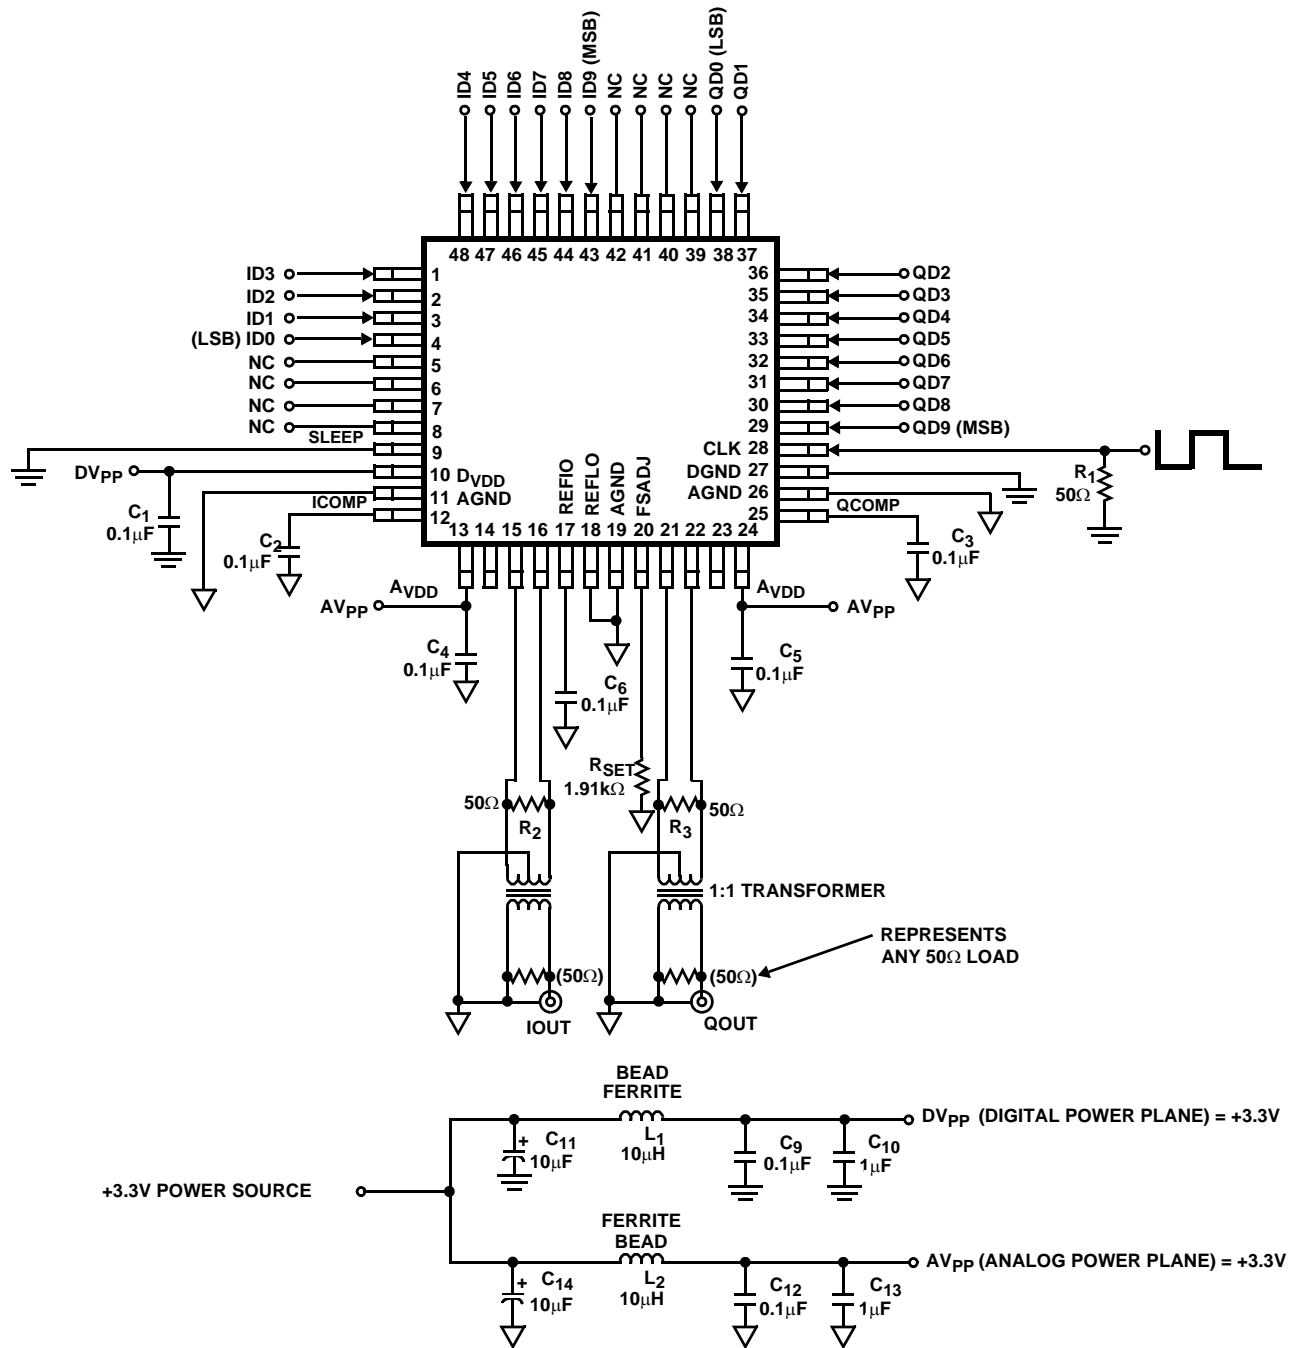 ID4
ID5
ID6
ID7
ID8
ID9 (MSB)
NC
NC
NC
NC
QD0 (LSB)
QD1
48 47 46 45 44 43 42 41 40 39 38 37
ID3
1
ID2
2
ID1
3
(LSB) ID0
4
NC
5
NC
6
NC
7
NC
8
SLEEP
9
DVPP
10 DVDD
11 AGND
ICOMP
12
36
QD2
35
QD3
34
QD4
33
QD5
32
QD6
31
QD7
30
QD8
29
QD9 (MSB)
CLK 28
DGND 27
AGND 26
25
QCOMP
R1
50Ω
REFIO
REFLO
AGND
FSADJ
13 14 15 16 17 18 19 20 21 22 23 24
C1
0.1μF
C2
0.1μF
C3
0.1μF
AVDD
AVPP
AVDD
AVPP
C4
0.1μF
C6
0.1μF
C5
0.1μF
RSET
1.91kΩ
50Ω
R2
R3
50Ω
1:1 TRANSFORMER
REPRESENTS
ANY 50Ω LOAD
(50Ω)
(50Ω)
IOUT
QOUT
BEAD
FERRITE
DVPP (DIGITAL POWER PLANE) = +3.3V
+
C11
10μF
L1
10μH
C9
0.1μF
C10
1μF
+3.3V POWER SOURCE
FERRITE
BEAD
AVPP (ANALOG POWER PLANE) = +3.3V
+
C14
10μF
L2
10μH
C12
0.1μF
C13
1μF